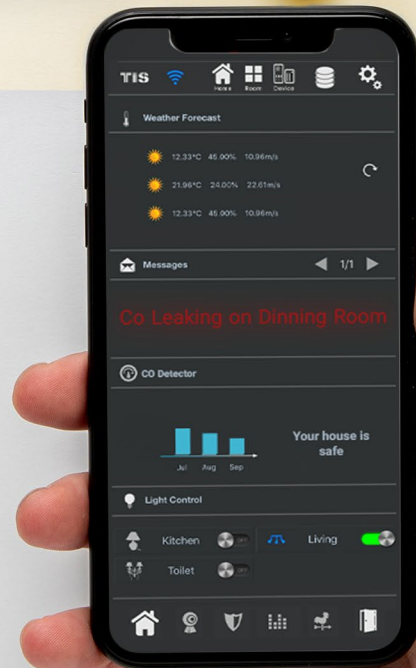 TIS
Home Room Device
Weather Forecast
12.33°C 45.00% 10.96m/s
21.96°C 24.00% 22.61m/s
12.33°C 45.00% 10.96m/s
Messages 1/1
Co Leaking on Dinning Room
CO Detector
Your house is
safe
Jul Aug Sep
Light Control
Kitchen OFF Living
Toilet OFF